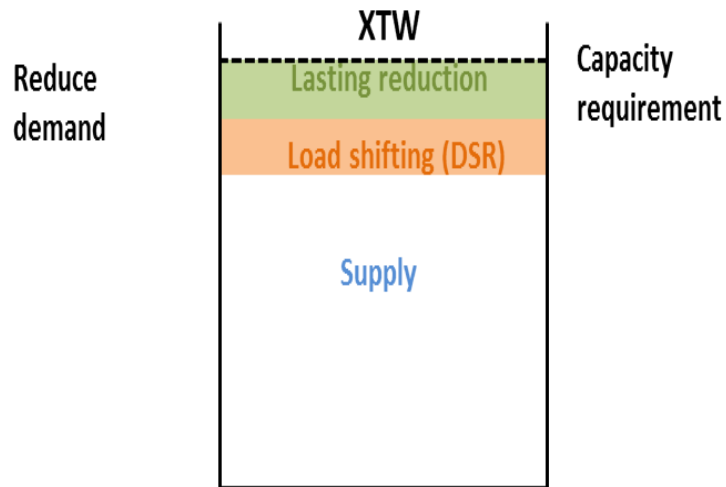 XTW
Reduce
demand
Lasting reduction
Capacity
requirement
Load shifting (DSR)
Supply